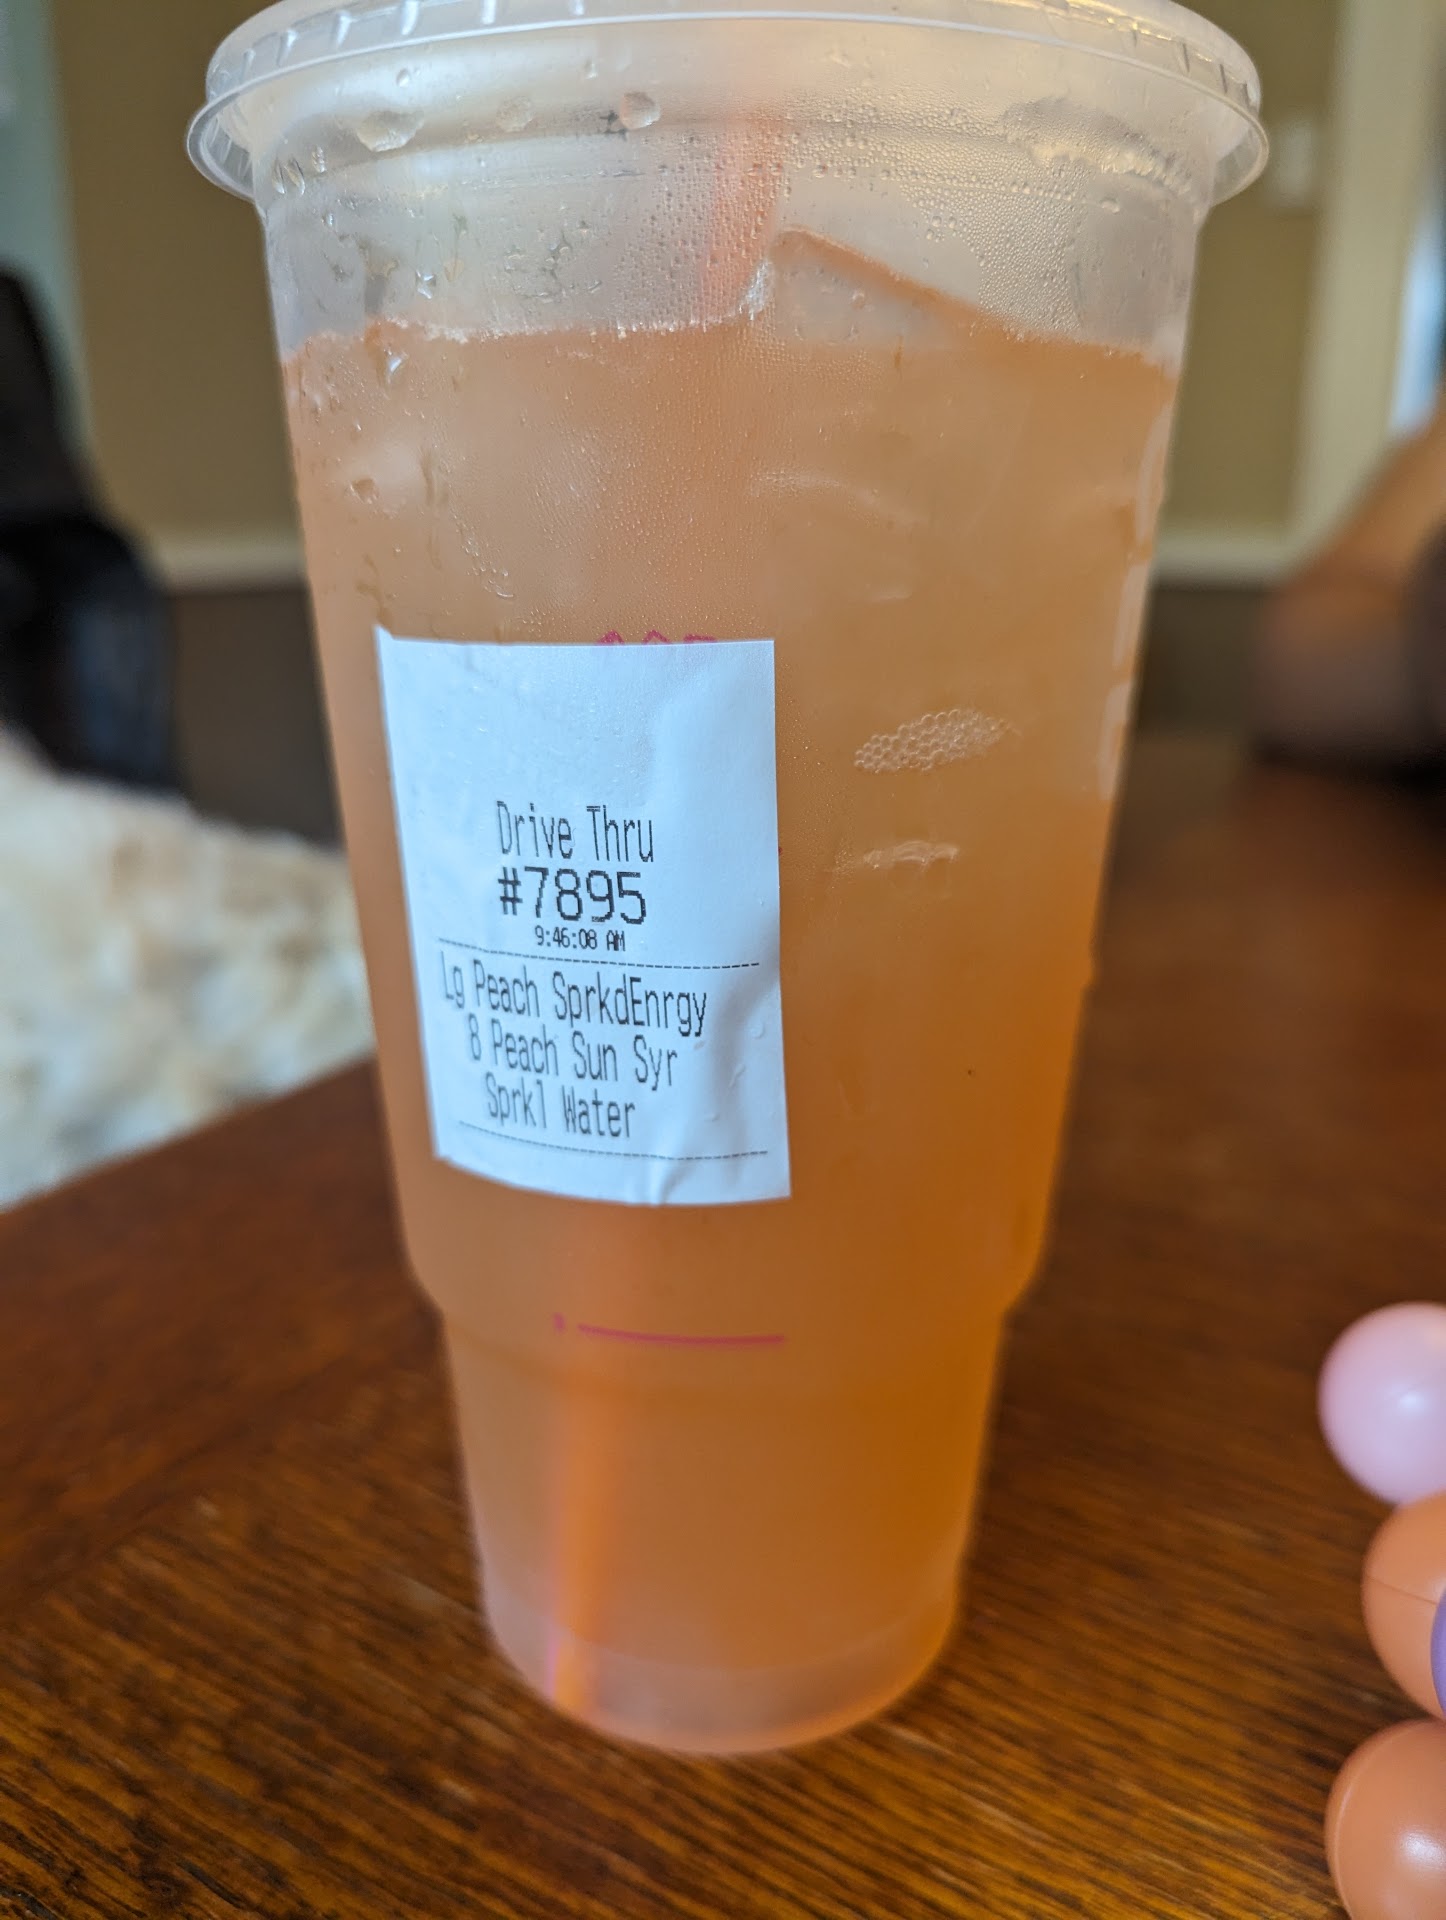 Drive Thru
#7895
9:46:08 AM
Lg Peach SprkdEnrgy
8 Peach Sun Syr
Sprkl Water